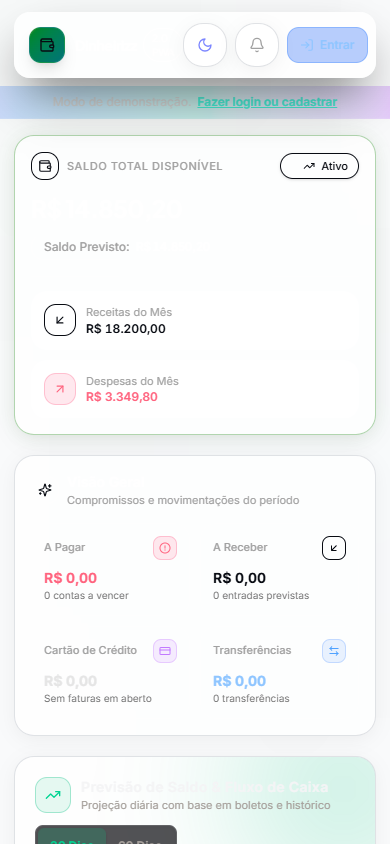 Entrar
Modo de demonstração. Fazer login ou cadastrar
SALDO TOTAL DISPONÍVEL
Ativo
Saldo Previsto:
Receitas do Mês
R$ 18.200,00
Despesas do Mês
R$ 3.349,80
Compromissos e movimentações do período
A Pagar
R$ 0,00
0 contas a vencer
A Receber
R$ 0,00
0 entradas previstas
Cartão de Crédito
R$ 0,00
Sem faturas em aberto
Transferências
R$ 0,00
0 transferências
Previsão de Saldo e Fluxo de Caixa
Projeção diária com base em boletos e histórico